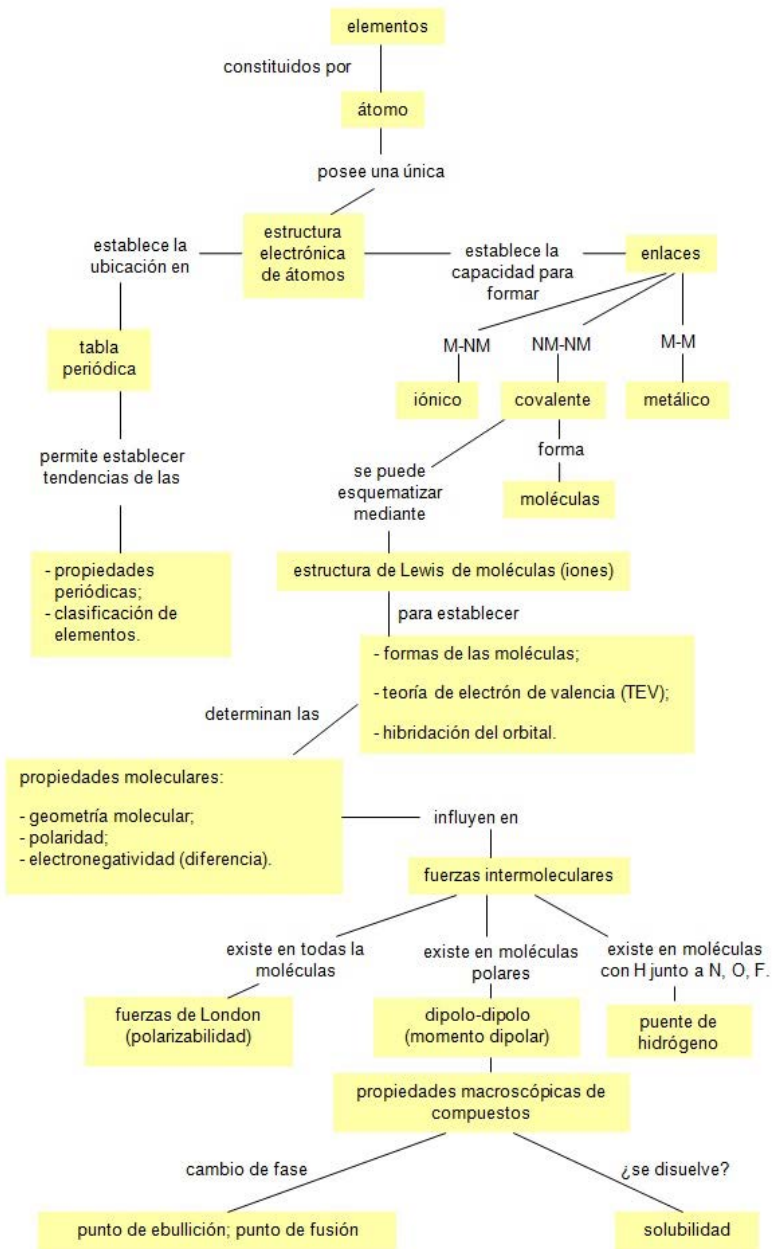 elementos
constituidos por
átomo
posee una única
estructura
electrónica
de átomos
establece la
ubicación en
establece la
capacidad para
formar
enlaces
tabla
periódica
M-NM
NM-NM
M-M
iónico
covalente
metálico
permite establecer
tendencias de las
se puede
esquematizar
mediante
forma
moléculas
- propiedades
periódicas;
- clasificación de
elementos.
estructura de Lewis de moléculas (iones)
para establecer
- formas de las moléculas;
- teoría de electrón de valencia (TEV);
- hibridación del orbital.
determinan las
propiedades moleculares:
- geometría molecular;
- polaridad;
- electronegatividad (diferencia).
influyen en
fuerzas intermoleculares
existe en todas la
moléculas
existe en moléculas
polares
existe en moléculas
con H junto a N, O, F.
fuerzas de London
(polarizabilidad)
dipolo-dipolo
(momento dipolar)
puente de
hidrógeno
propiedades macroscópicas de
compuestos
cambio de fase
¿se disuelve?
punto de ebullición; punto de fusión
solubilidad